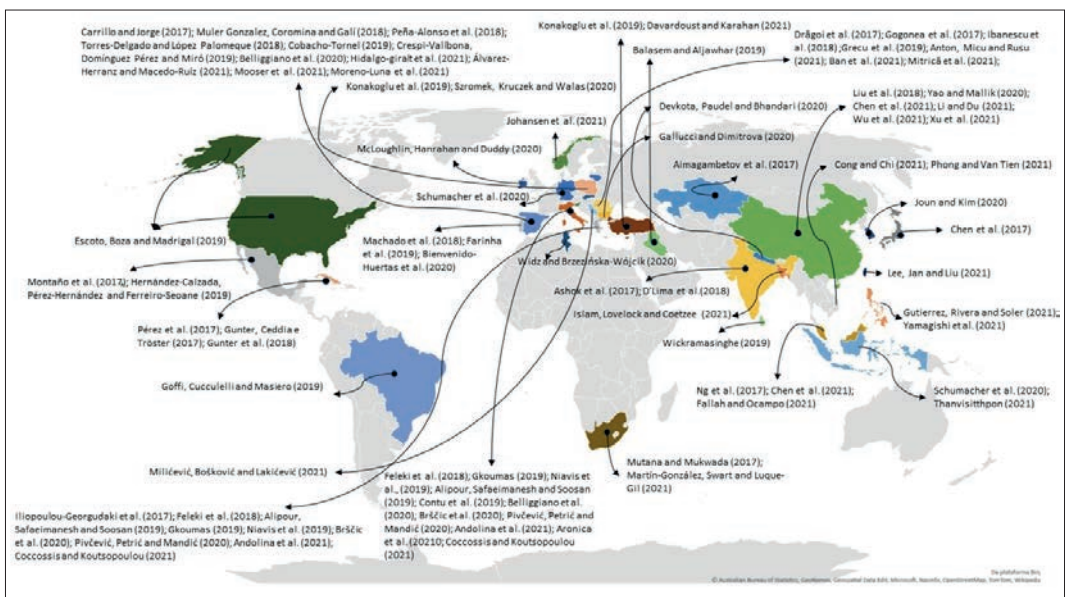 Carrillo and Jorge (2017); Muler Gonzalez, Coromina and Galí (2018); Peña-Alonso et al. (2018);
Torres-Delgado and López Palomeque (2018); Cobacho-Tornel (2019); Crespi-Vallbona,
Domínguez Pérez and Miró (2019); Belliggiano et al. (2020); Hidalgo-giralt et al. (2021); Álvarez-
Herranz and Macedo-Ruíz (2021); Mooser et al. (2021); Moreno-Luna et al. (2021)
Konakoglu et al. (2019); Szromek, Kruczek and Walas (2020)
Konakoglu et al. (2019); Davardoust and Karahan (2021)
Balasem and Aljawhar (2019)
Drăgoi et al. (2017); Gogonea et al. (2017); Ibanescu et
al. (2018) ;Grecu et al. (2019); Anton, Micu and Rusu
(2021); Ban et al. (2021); Mitrică et al. (2021);
Johansen et al. (2021)
McLoughlin, Hanrahan and Duddy (2020)
Schumacher et al. (2020)
Devkota, Paudel and Bhandari (2020)
Gallucci and Dimitrova (2020)
Almagambetov et al. (2017)
Liu et al. (2018); Yao and Mallik (2020);
Chen et al. (2021); Li and Du (2021);
Wu et al. (2021); Xu et al. (2021)
Cong and Chi (2021); Phong and Van Tien (2021)
Joun and Kim (2020)
Chen et al. (2017)
Lee, Jan and Liu (2021)
Escoto, Boza and Madrigal (2019)
Machado et al. (2018); Farinha
et al. (2019); Bienvenido-
Huertas et al. (2020)
Widz and Brzezińska-Wójcik (2020)
Ashok et al. (2017); D'Lima et al. (2018)
Islam, Lovelock and Coetzee (2021)
Wickramasinghe (2019)
Montaño et al. (2017); Hernández-Calzada,
Pérez-Hernández and Ferreiro-Seoane (2019)
Pérez et al. (2017); Gunter, Ceddia e
Tröster (2017); Gunter et al. (2018)
Gutierrez, Rivera and Soler (2021);
Yamagishi et al. (2021)
Ng et al. (2017); Chen et al. (2021);
Fallah and Ocampo (2021)
Schumacher et al. (2020);
Thanvisitthpon (2021)
Goffi, Cucculelli and Masiero (2019)
Mutana and Mukwada (2017);
Martín-González, Swart and Luque-
Gil (2021)
Milićević, Bošković and Lakićević (2021)
Iliopoulou-Georgudaki et al. (2017); Feleki et al. (2018); Alipour,
Safaeimanesh and Soosan (2019); Gkoumas (2019); Niavis et al. (2019); Brščić
et al. (2020); Pivčević, Petrić and Mandić (2020); Andolina et al. (2021);
Coccossis and Koutsopoulou (2021)
Feleki et al. (2018); Gkoumas (2019); Niavis et
al., (2019); Alipour, Safaeimanesh and Soosan
(2019); Contu et al. (2019); Belliggiano et al.
(2020); Brščić et al. (2020); Pivčević, Petrić and
Mandić (2020); Andolina et al. (2021); Aronica
et al. (20210; Coccossis and Koutsopoulou
(2021)
Da plataforma Bing
© Australian Bureau of Statistics, GeoNames, Geospatial Data Edit, Microsoft, Navinfo, OpenStreetMap, TomTom, Wikipedia